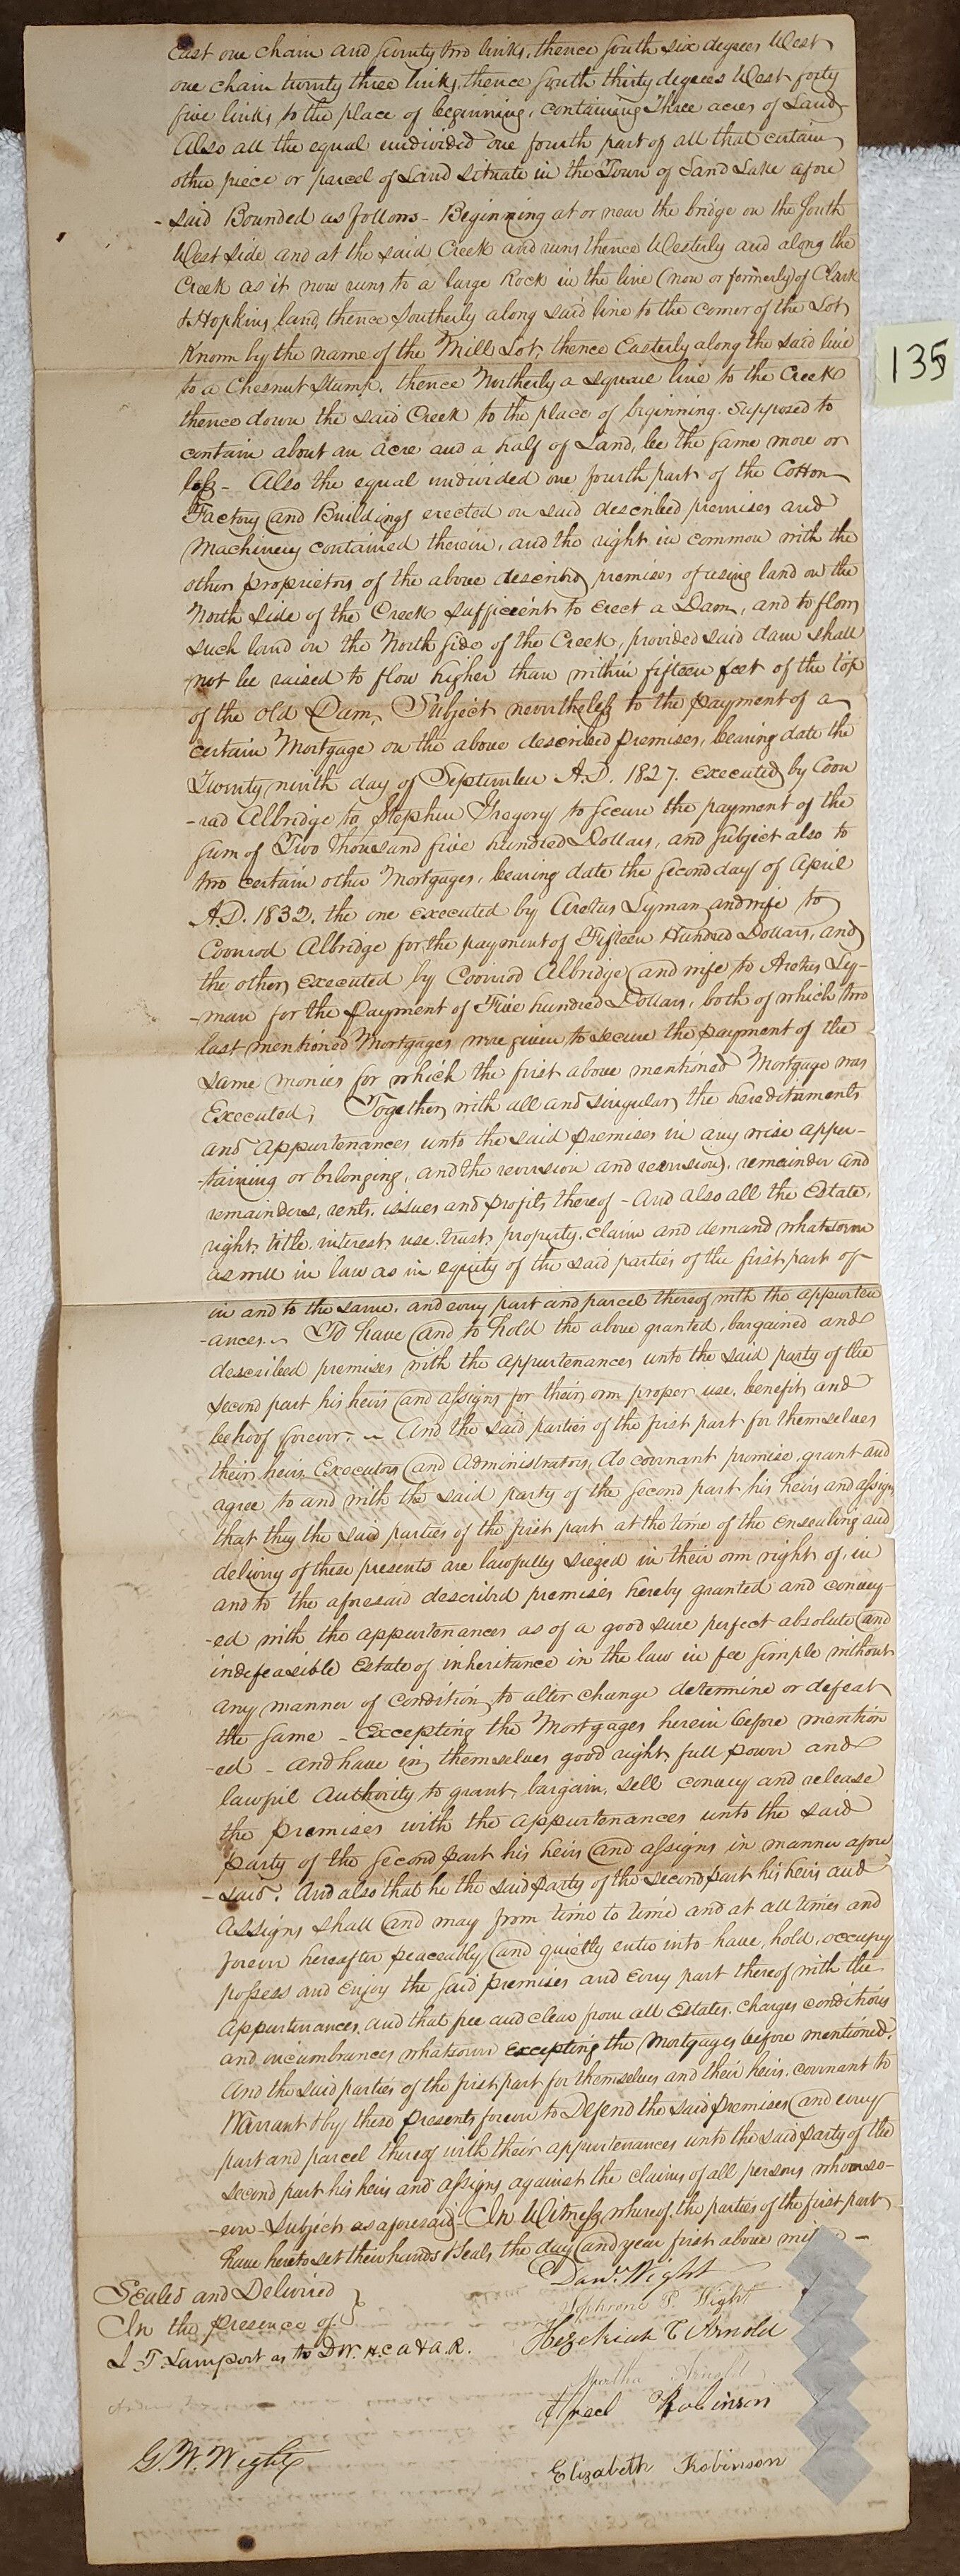 East one chain and Seventy two links, thence South six degrees West
one chain twenty three links, thence South thirty degrees West forty
five links to the place of beginning, containing Three acres of Land
Also all the equal undivided one fourth part of all that certain
other piece or parcel of Land situate in the Town of Sand Lake afore
-said Bounded as follows - Beginning at or near the bridge on the South
West side and at the said Creek and runs thence Westerly and along the
Creek as it now runs to a large Rock in the line (now or formerly) of Clark
& Hopkins land, thence Southerly along said line to the corner of the Lot
Known by the name of the Mill Lot, thence Easterly along the said line
to a Chesnut Stump, thence Northerly a square line to the Creek
thence down the said Creek to the place of beginning. Supposed to
contain about an acre and a half of Land, be the same more or
less - Also the equal undivided one fourth part of the Cotton
Factory and Buildings erected on said described premises and
Machinery contained therein, and the right in common with the
other proprietors of the above described premises of using land on the
North side of the Creek sufficient to erect a Dam, and to flow
such land on the North side of the Creek, provided said dam shall
not be raised to flow higher than within fifteen feet of the top
of the old Dam, Subject nevertheless to the payment of a
certain Mortgage on the above described premises, bearing date the
Twenty ninth day of September A.D. 1827. executed by Coon
-rad Albridge to Stephen Gregory to secure the payment of the
sum of Two Thousand five hundred Dollars, and subject also to
two certain other Mortgages, bearing date the second day of April
A.D. 1832, the one executed by Aretus Lyman and wife to
Coonrod Albridge for the payment of Fifteen Hundred Dollars, and
the other executed by Coonrod Albridge and wife to Aretus Ly-
-man for the Payment of Five hundred Dollars, both of which two
last mentioned Mortgages were given to secure the payment of the
same monies for which the first above mentioned Mortgage was
Executed, Together with all and singular the hereditaments
and appurtenances unto the said premises in any wise apper-
-taining or belonging, and the reversion and reversions, remainder and
remainders, rents, issues and profits thereof - And also all the Estate,
right, title, interest, use, trust, property, claim and demand whatsoever
as well in law as in equity of the said parties of the first part of
in and to the same, and every part and parcel thereof with the appurten
-ances. To have and to hold the above granted, bargained and
described premises with the appurtenances unto the said party of the
second part his heirs and assigns for their own proper use, benefit and
behoof forever. And the said parties of the first part for themselves
their heirs Executors and Administrators, do covenant promise, grant and
agree to and with the said party of the second part his heirs and assigns
that they the said parties of the first part at the time of the ensealing and
delivery of these presents are lawfully siezed in their own right of, in
and to the aforesaid described premises hereby granted and convey-
-ed with the appurtenances as of a good sure perfect absolute and
indefeasible Estate of inheritance in the law in fee simple without
any manner of condition to alter change determine or defeat
the same - Excepting the Mortgages herein before mention
-ed - and have in themselves good right, full power and
lawful Authority to grant, bargain, sell convey and release
the premises with the appurtenances unto the said
party of the second part his heirs and assigns in manner afore
-said. And also that he the said party of the second part his heirs and
assigns shall and may from time to time and at all times and
forever hereafter peaceably and quietly enter into - have, hold, occupy
possess and enjoy the said premises and every part thereof with the
appurtenances, and that free and clear from all Estates, charges conditions
and incumbrances whatsoever excepting the Mortgages before mentioned.
And the said parties of the first part for themselves and their heirs, covenant to
Warrant & by these presents forever to Defend the said premises and every
part and parcel thereof with their appurtenances unto the said party of the
second part his heirs and assigns against the claims of all persons whomso-
-ever - Subject as aforesaid - In Witness whereof, the parties of the first part
have hereto set their hands & Seals, the day and year first above
Sealed and Delivered
In the presence of
I. T. Lamport as to D.W. H.C.A & A.R.
G. W. Wight
Danl. Wight
P. Wight
Hezekiah C Arnold
Arnold
Asael Robinson
Elizabeth Robinson
135